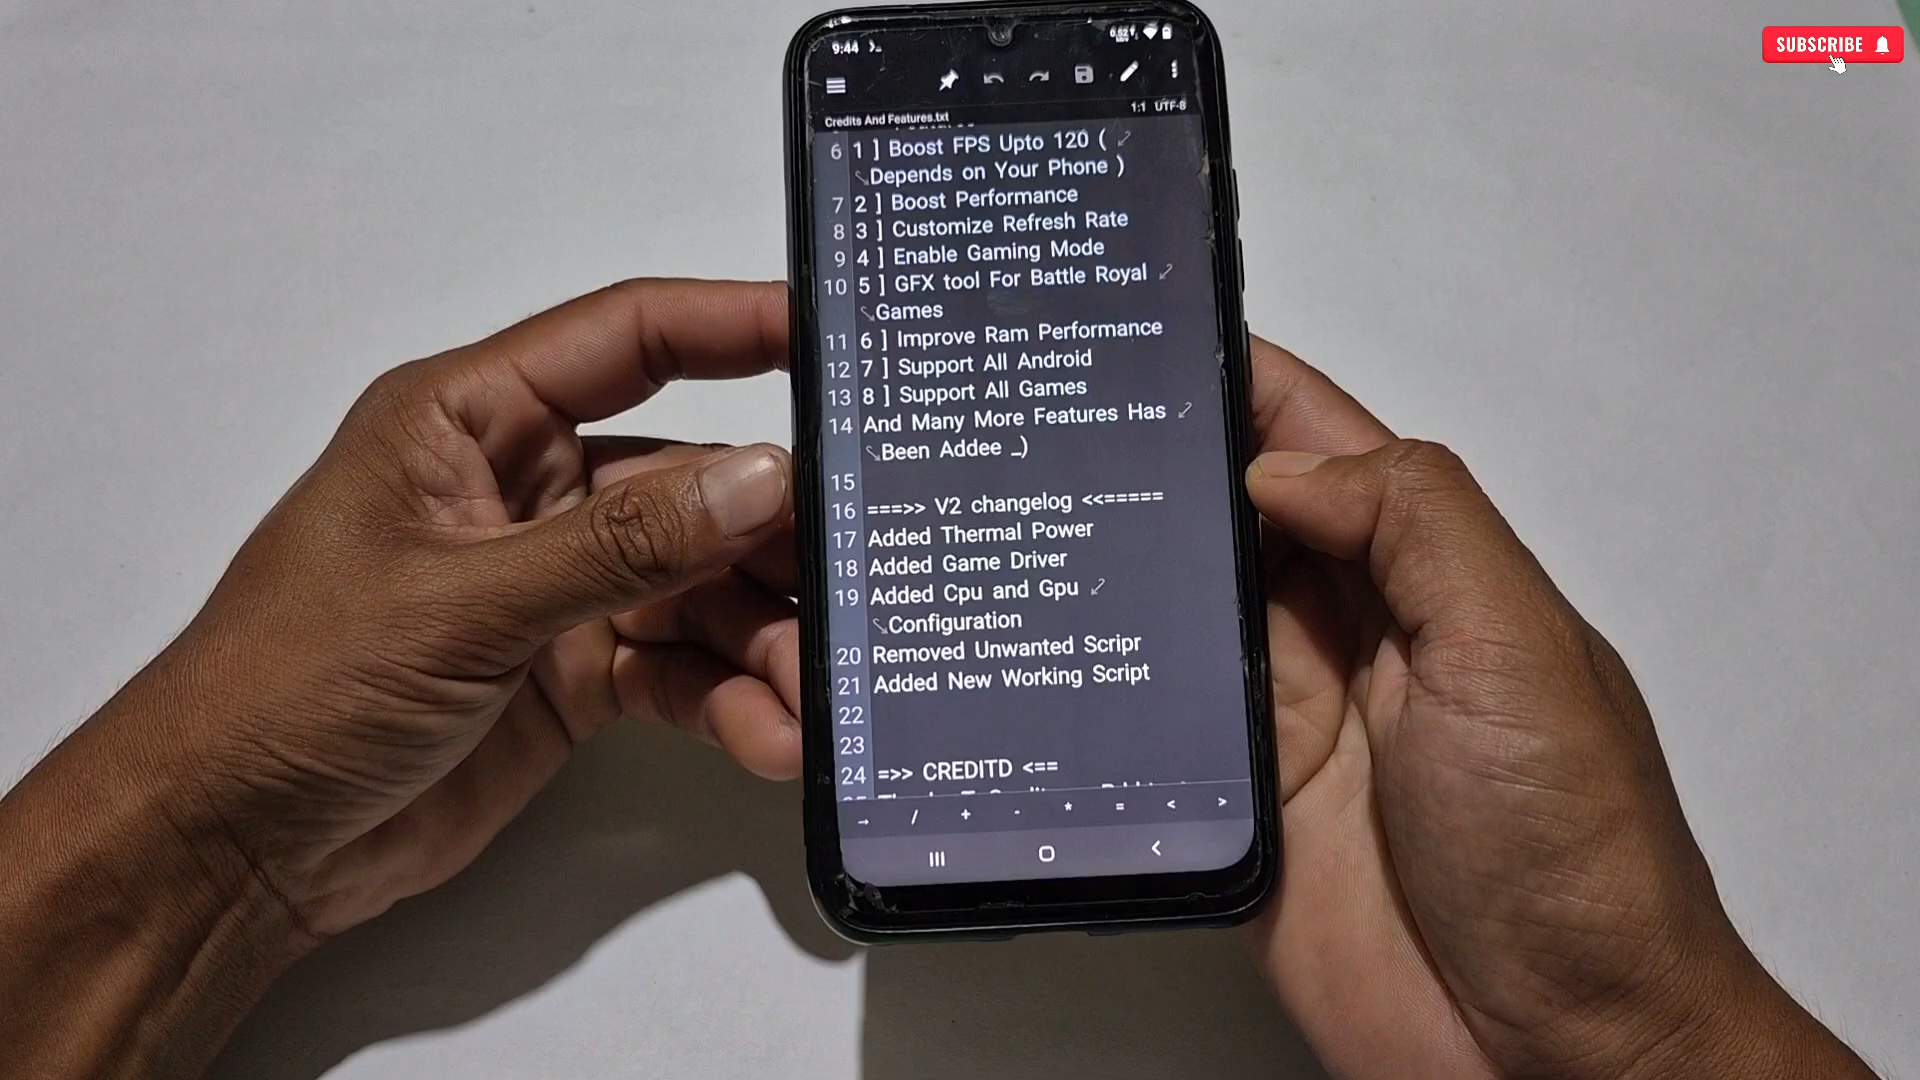 SUBSCRIBE
9:44
1:1 UTF-8
Credits And Features.txt
6 1 ] Boost FPS Upto 120 (
Depends on Your Phone )
7 2 ] Boost Performance
8 3 ] Customize Refresh Rate
9 4 ] Enable Gaming Mode
10 5 ] GFX tool For Battle Royal
Games
11 6 ] Improve Ram Performance
12 7 ] Support All Android
13 8 ] Support All Games
14 And Many More Features Has
Been Addee _)
15
16 ===>> V2 changelog <<=====
17 Added Thermal Power
18 Added Game Driver
19 Added Cpu and Gpu
Configuration
20 Removed Unwanted Scripr
21 Added New Working Script
22
23
24 =>> CREDITD <==
→ / + - * = < >